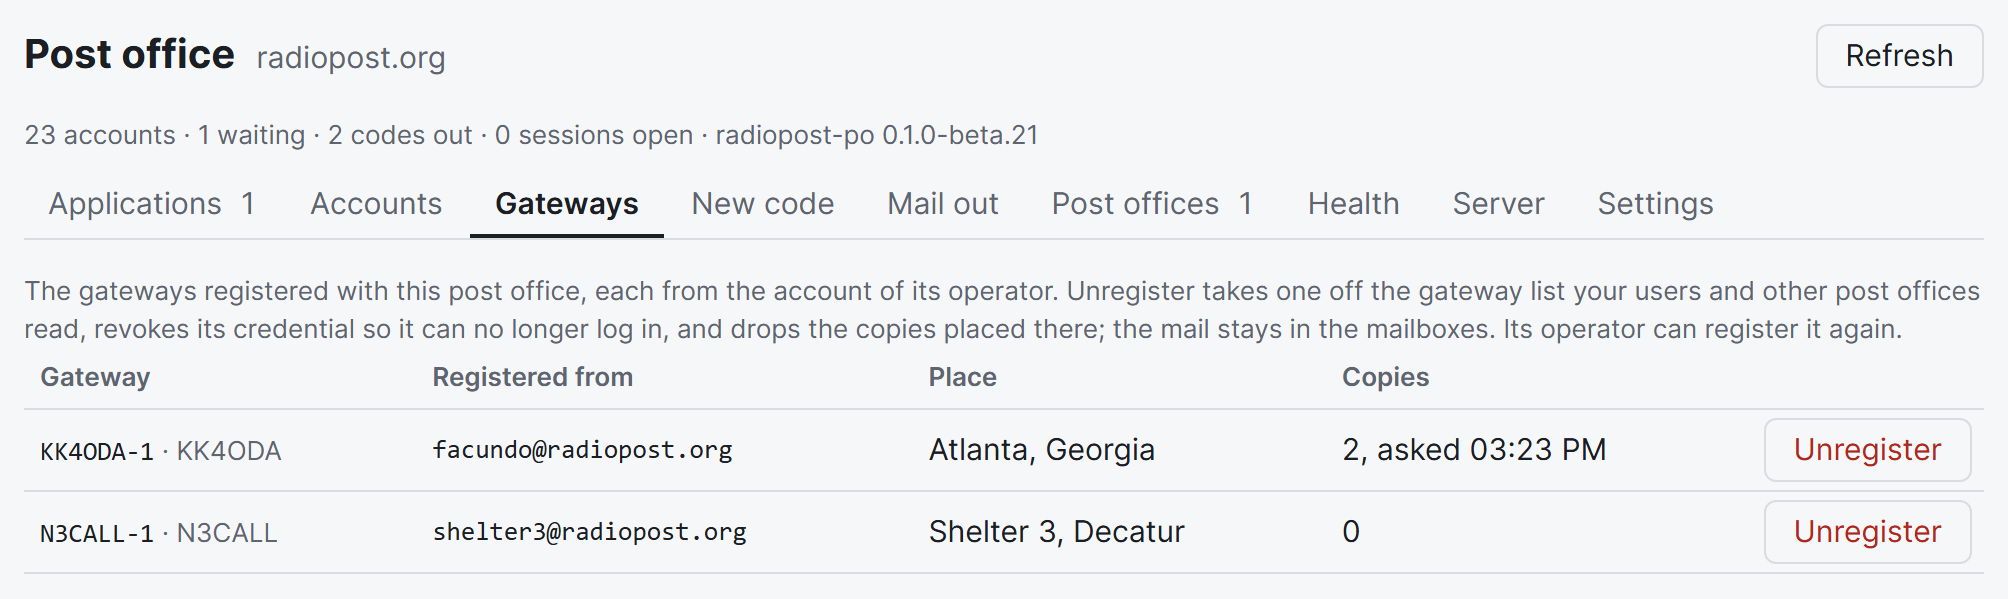 Post office radiopost.org
Refresh
23 accounts · 1 waiting · 2 codes out · 0 sessions open · radiopost-po 0.1.0-beta.21
Applications 1 Accounts Gateways New code Mail out Post offices 1 Health Server Settings
The gateways registered with this post office, each from the account of its operator. Unregister takes one off the gateway list your users and other post offices
read, revokes its credential so it can no longer log in, and drops the copies placed there; the mail stays in the mailboxes. Its operator can register it again.
Gateway Registered from Place Copies
KK4ODA-1 · KK4ODA facundo@radiopost.org Atlanta, Georgia 2, asked 03:23 PM Unregister
N3CALL-1 · N3CALL shelter3@radiopost.org Shelter 3, Decatur 0 Unregister